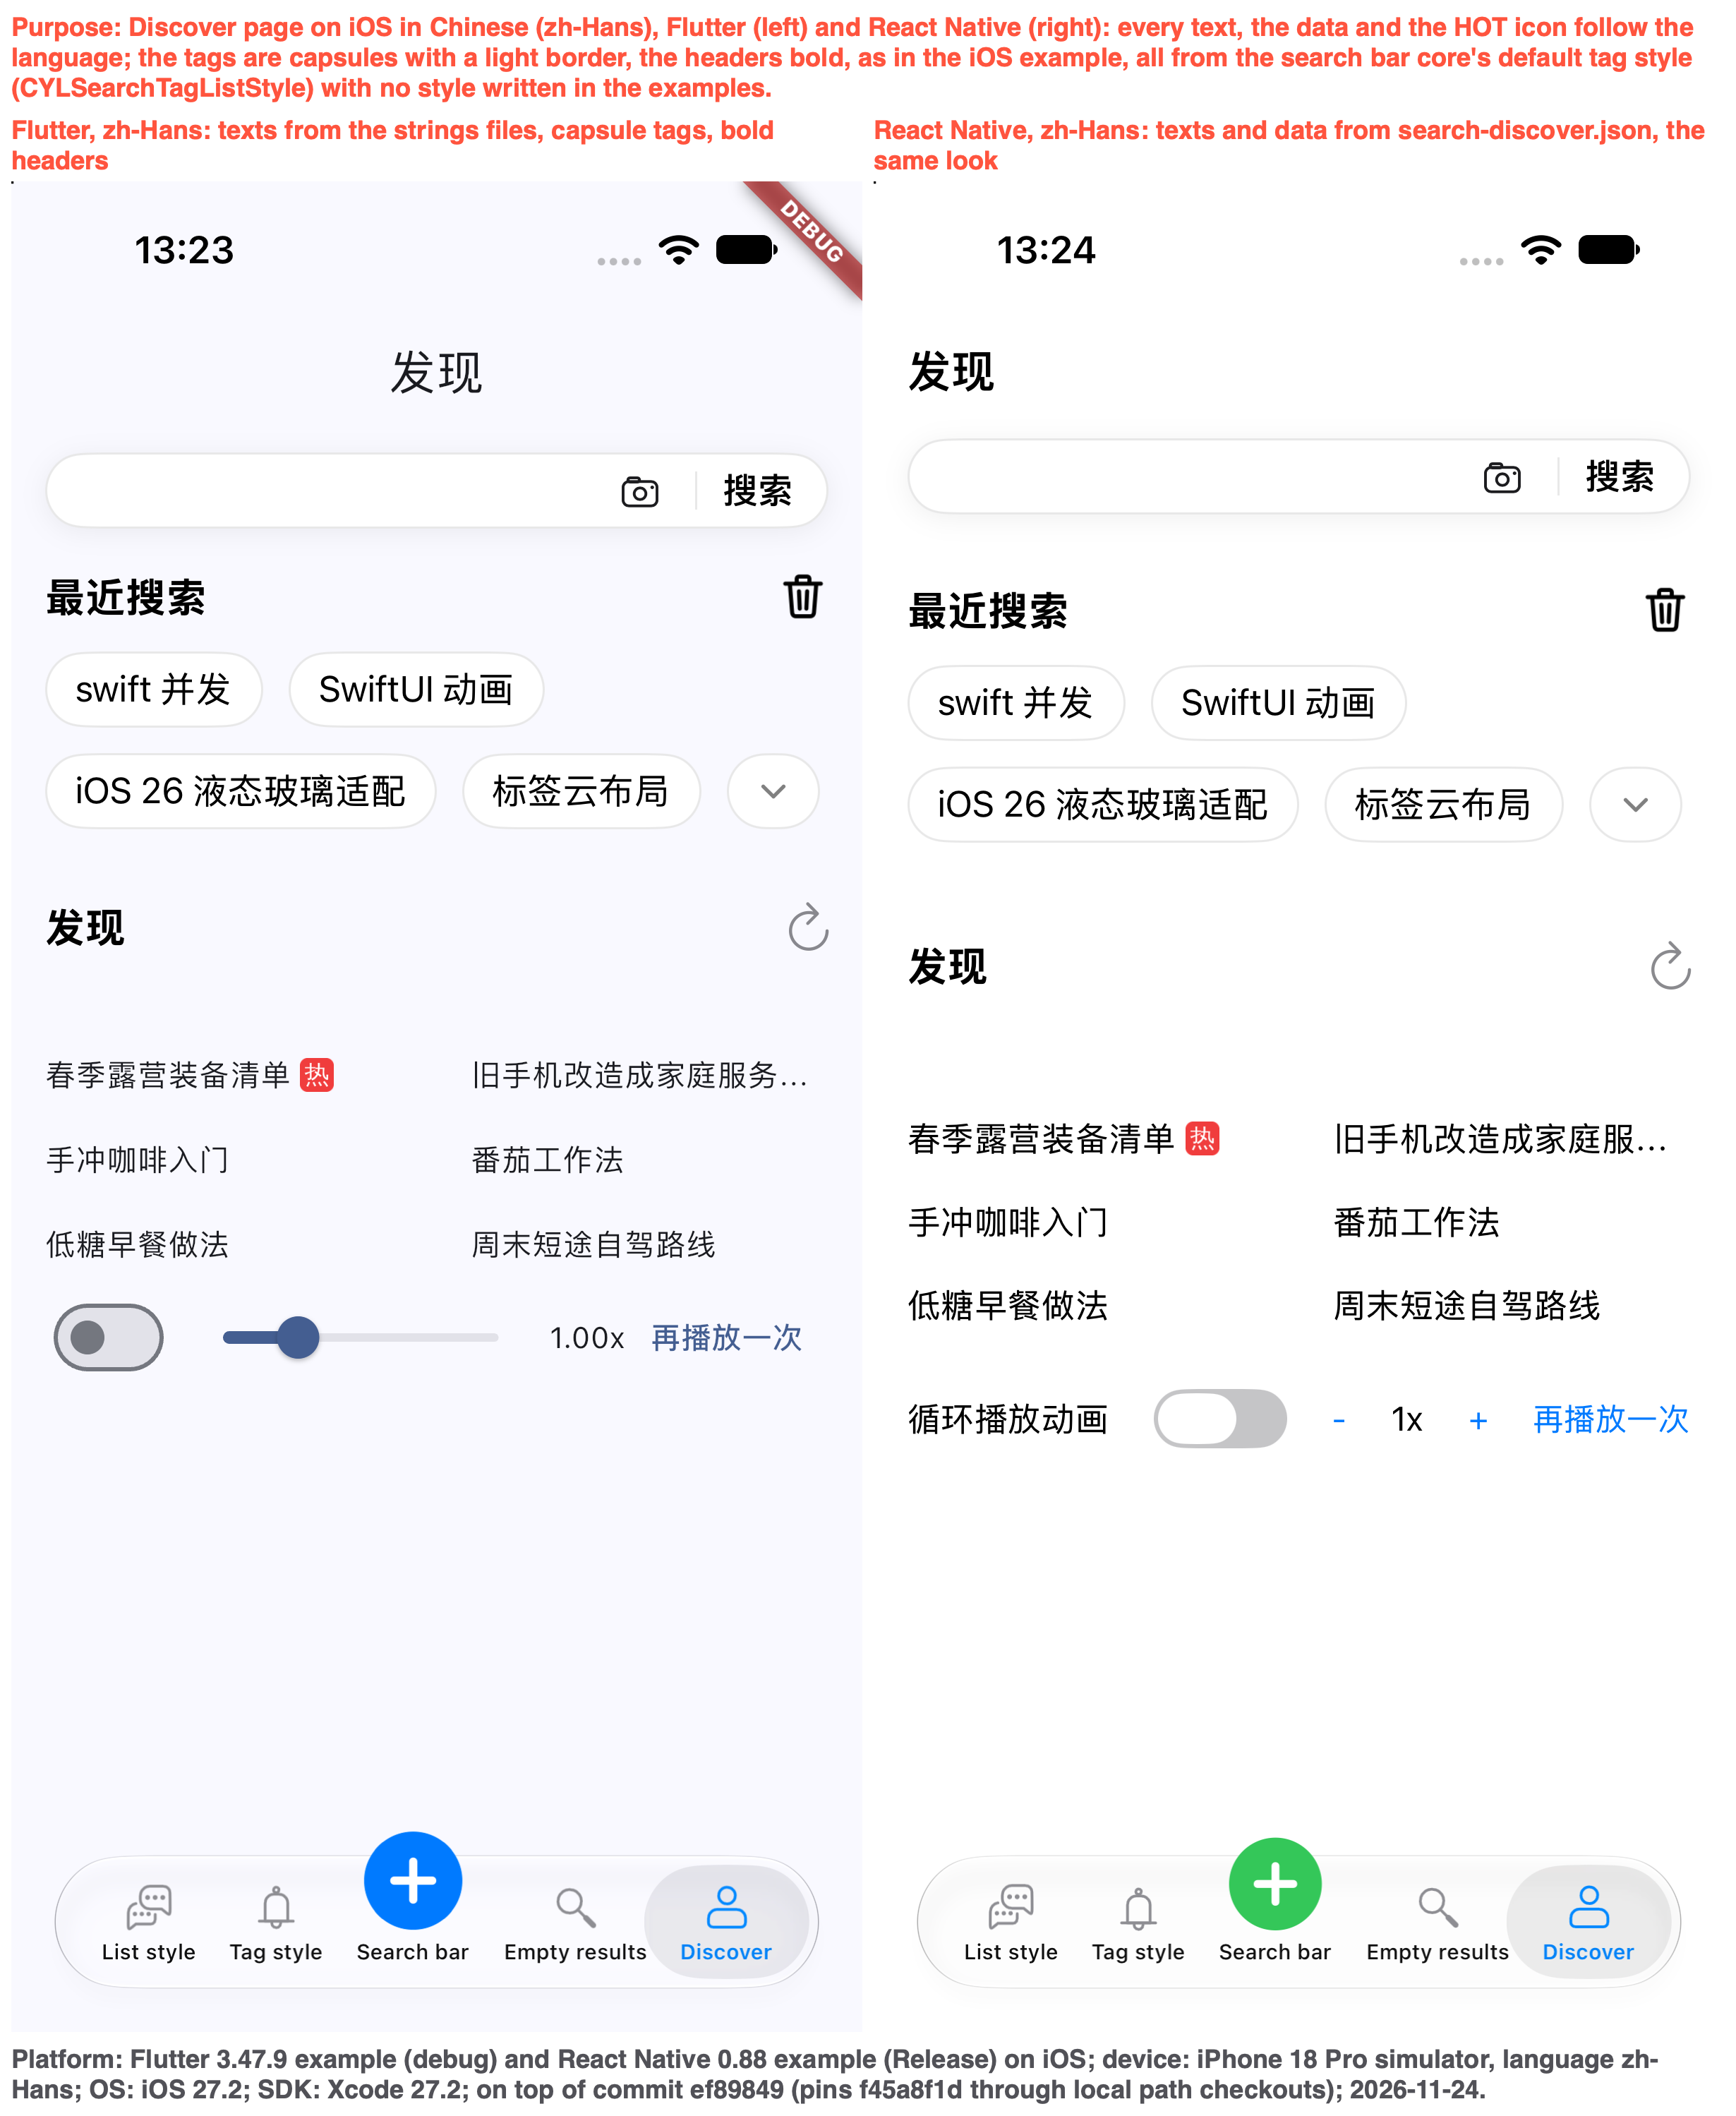 Purpose: Discover page on iOS in Chinese (zh-Hans), Flutter (left) and React Native (right): every text, the data and the HOT icon follow the
language; the tags are capsules with a light border, the headers bold, as in the iOS example, all from the search bar core's default tag style
(CYLSearchTagListStyle) with no style written in the examples.
Flutter, zh-Hans: texts from the strings files, capsule tags, bold
headers
DEBUG
13:23
发现
搜索
最近搜索
swift 并发
SwiftUI 动画
iOS 26 液态玻璃适配
标签云布局
发现
春季露营装备清单 热
旧手机改造成家庭服务...
手冲咖啡入门
番茄工作法
低糖早餐做法
周末短途自驾路线
1.00x
再播放一次
List style
Tag style
Search bar
Empty results
Discover
React Native, zh-Hans: texts and data from search-discover.json, the
same look
13:24
发现
搜索
最近搜索
swift 并发
SwiftUI 动画
iOS 26 液态玻璃适配
标签云布局
发现
春季露营装备清单 热
旧手机改造成家庭服...
手冲咖啡入门
番茄工作法
低糖早餐做法
周末短途自驾路线
循环播放动画
-
1x
+
再播放一次
List style
Tag style
Search bar
Empty results
Discover
Platform: Flutter 3.47.9 example (debug) and React Native 0.88 example (Release) on iOS; device: iPhone 18 Pro simulator, language zh-
Hans; OS: iOS 27.2; SDK: Xcode 27.2; on top of commit ef89849 (pins f45a8f1d through local path checkouts); 2026-11-24.